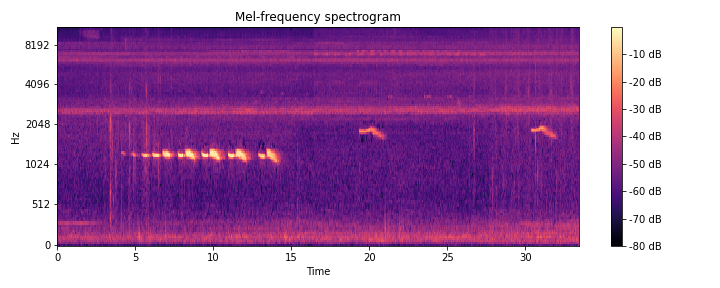 Mel-frequency spectrogram
8192
4096
2048
1024
512
0
Hz
0 5 10 15 20 25 30
Time
-10 dB
-20 dB
-30 dB
-40 dB
-50 dB
-60 dB
-70 dB
-80 dB